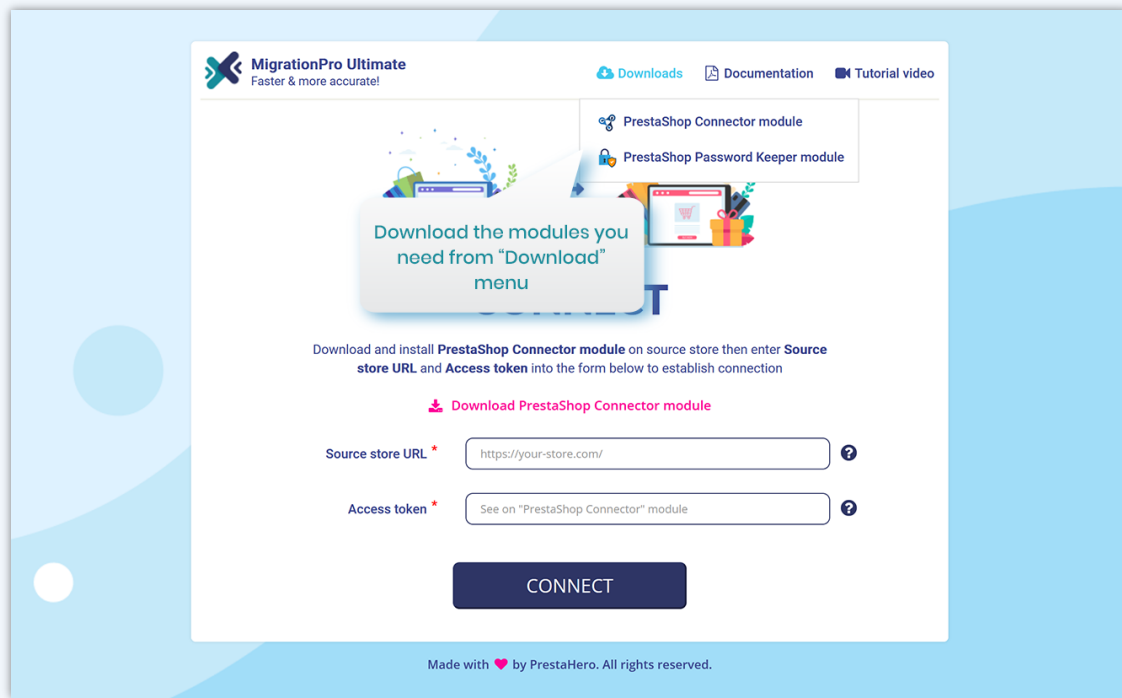 MigrationPro Ultimate
Faster & more accurate!
Downloads
Documentation
Tutorial video
PrestaShop Connector module
PrestaShop Password Keeper module
Download the modules you
need from “Download”
menu
Download and install PrestaShop Connector module on source store then enter Source
store URL and Access token into the form below to establish connection
Download PrestaShop Connector module
Source store URL *
https://your-store.com/
Access token *
See on "PrestaShop Connector" module
CONNECT
Made with ❤ by PrestaHero. All rights reserved.